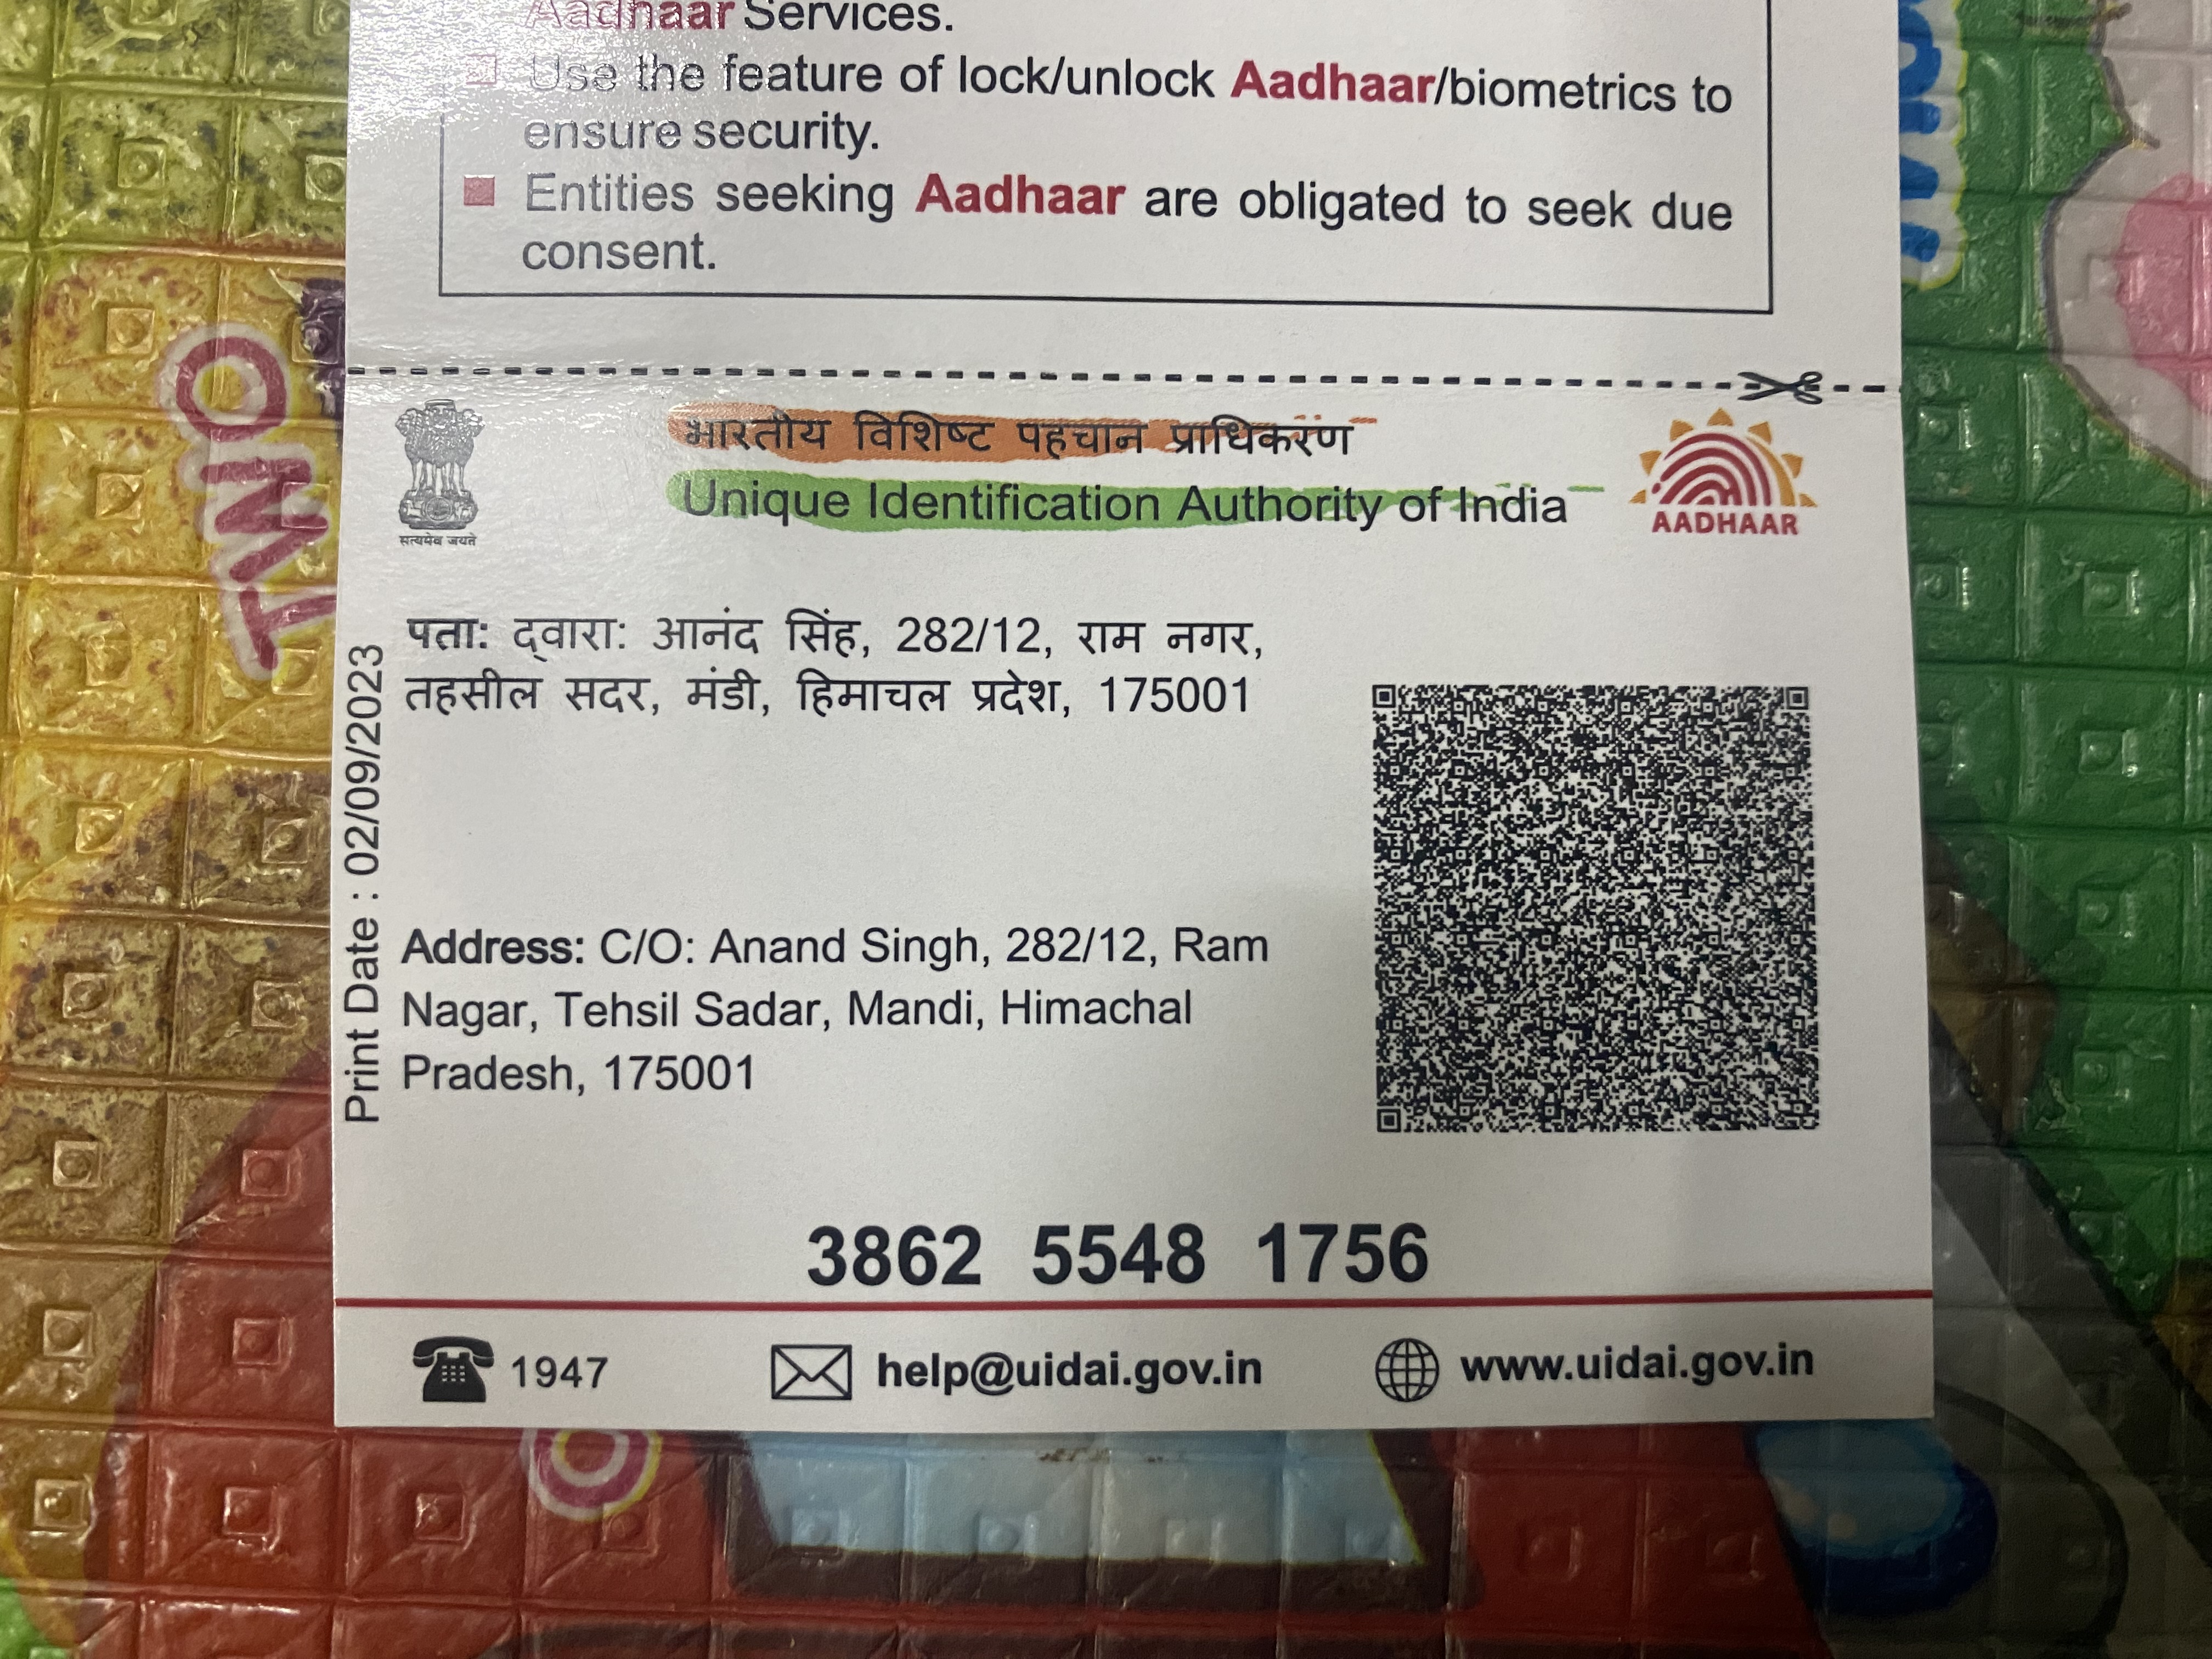 Aadhaar Services.
Use the feature of lock/unlock Aadhaar/biometrics to
ensure security.
Entities seeking Aadhaar are obligated to seek due
consent.
भारतीय विशिष्ट पहचान प्राधिकरण
Unique Identification Authority of India
सत्यमेव जयते
AADHAAR
पता: द्वारा: आनंद सिंह, 282/12, राम नगर,
तहसील सदर, मंडी, हिमाचल प्रदेश, 175001
Print Date : 02/09/2023
Address: C/O: Anand Singh, 282/12, Ram
Nagar, Tehsil Sadar, Mandi, Himachal
Pradesh, 175001
3862 5548 1756
1947
help@uidai.gov.in
www.uidai.gov.in